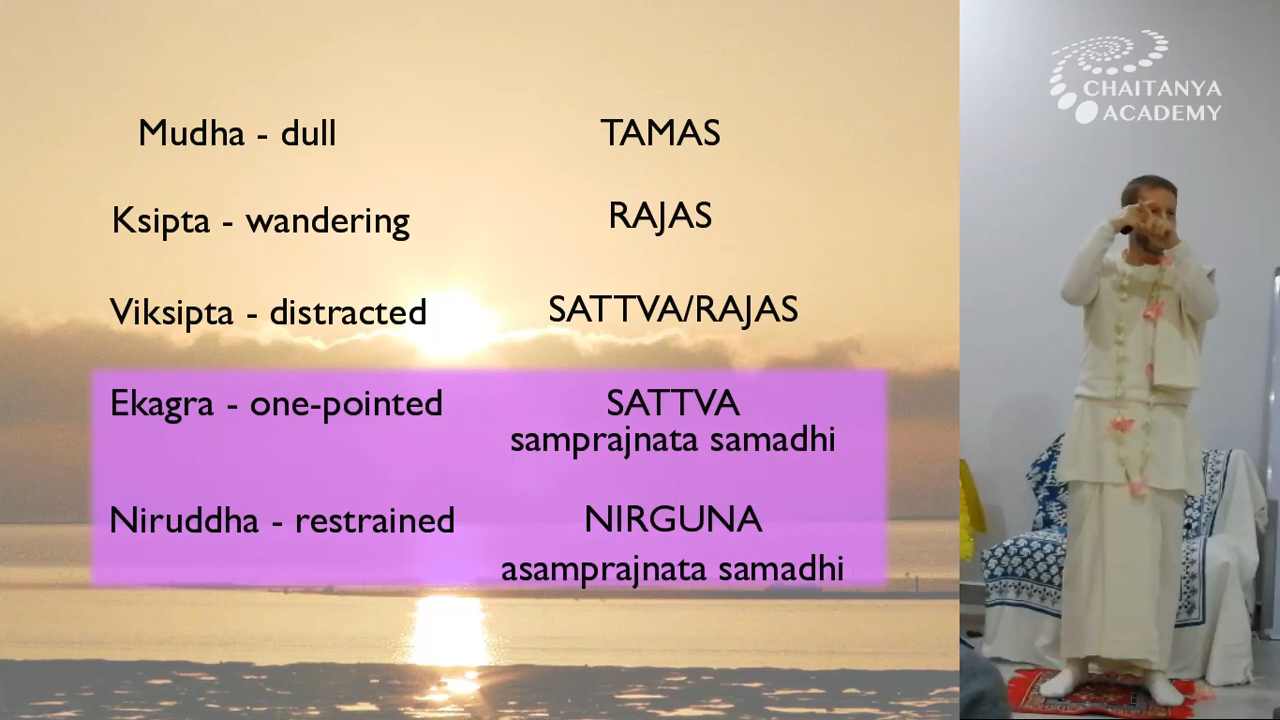 Mudha - dull
TAMAS
Ksipta - wandering
RAJAS
Viksipta - distracted
SATTVA/RAJAS
Ekagra - one-pointed
SATTVA
samprajnata samadhi
Niruddha - restrained
NIRGUNA
asamprajnata samadhi
CHAITANYA
ACADEMY